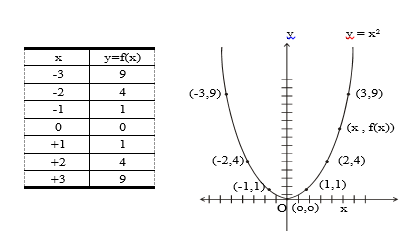 x y=f(x)
-3 9
-2 4
-1 1
0 0
+1 1
+2 4
+3 9
y y = x²
(-3,9) (3,9)
(x , f(x))
(-2,4) (2,4)
(-1,1) (1,1)
O (o,o) x